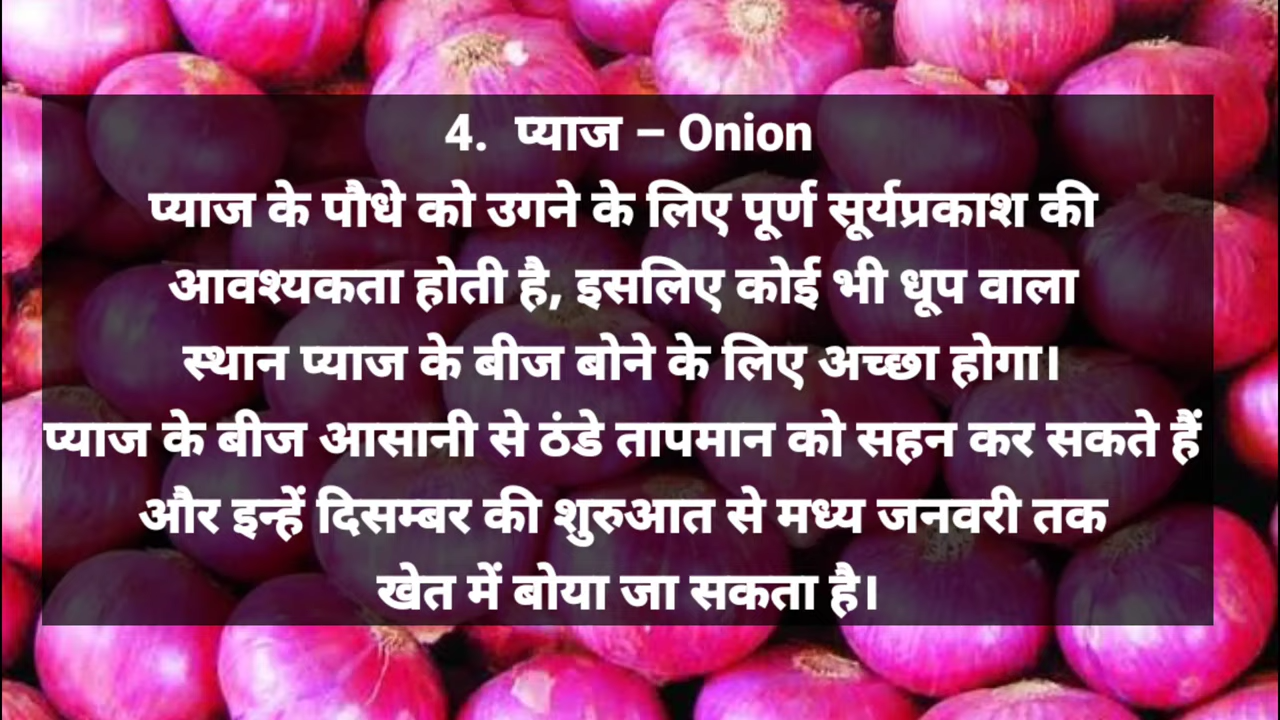 4. प्याज – Onion
प्याज के पौधे को उगने के लिए पूर्ण सूर्यप्रकाश की
आवश्यकता होती है, इसलिए कोई भी धूप वाला
स्थान प्याज के बीज बोने के लिए अच्छा होगा।
प्याज के बीज आसानी से ठंडे तापमान को सहन कर सकते हैं
और इन्हें दिसम्बर की शुरुआत से मध्य जनवरी तक
खेत में बोया जा सकता है।